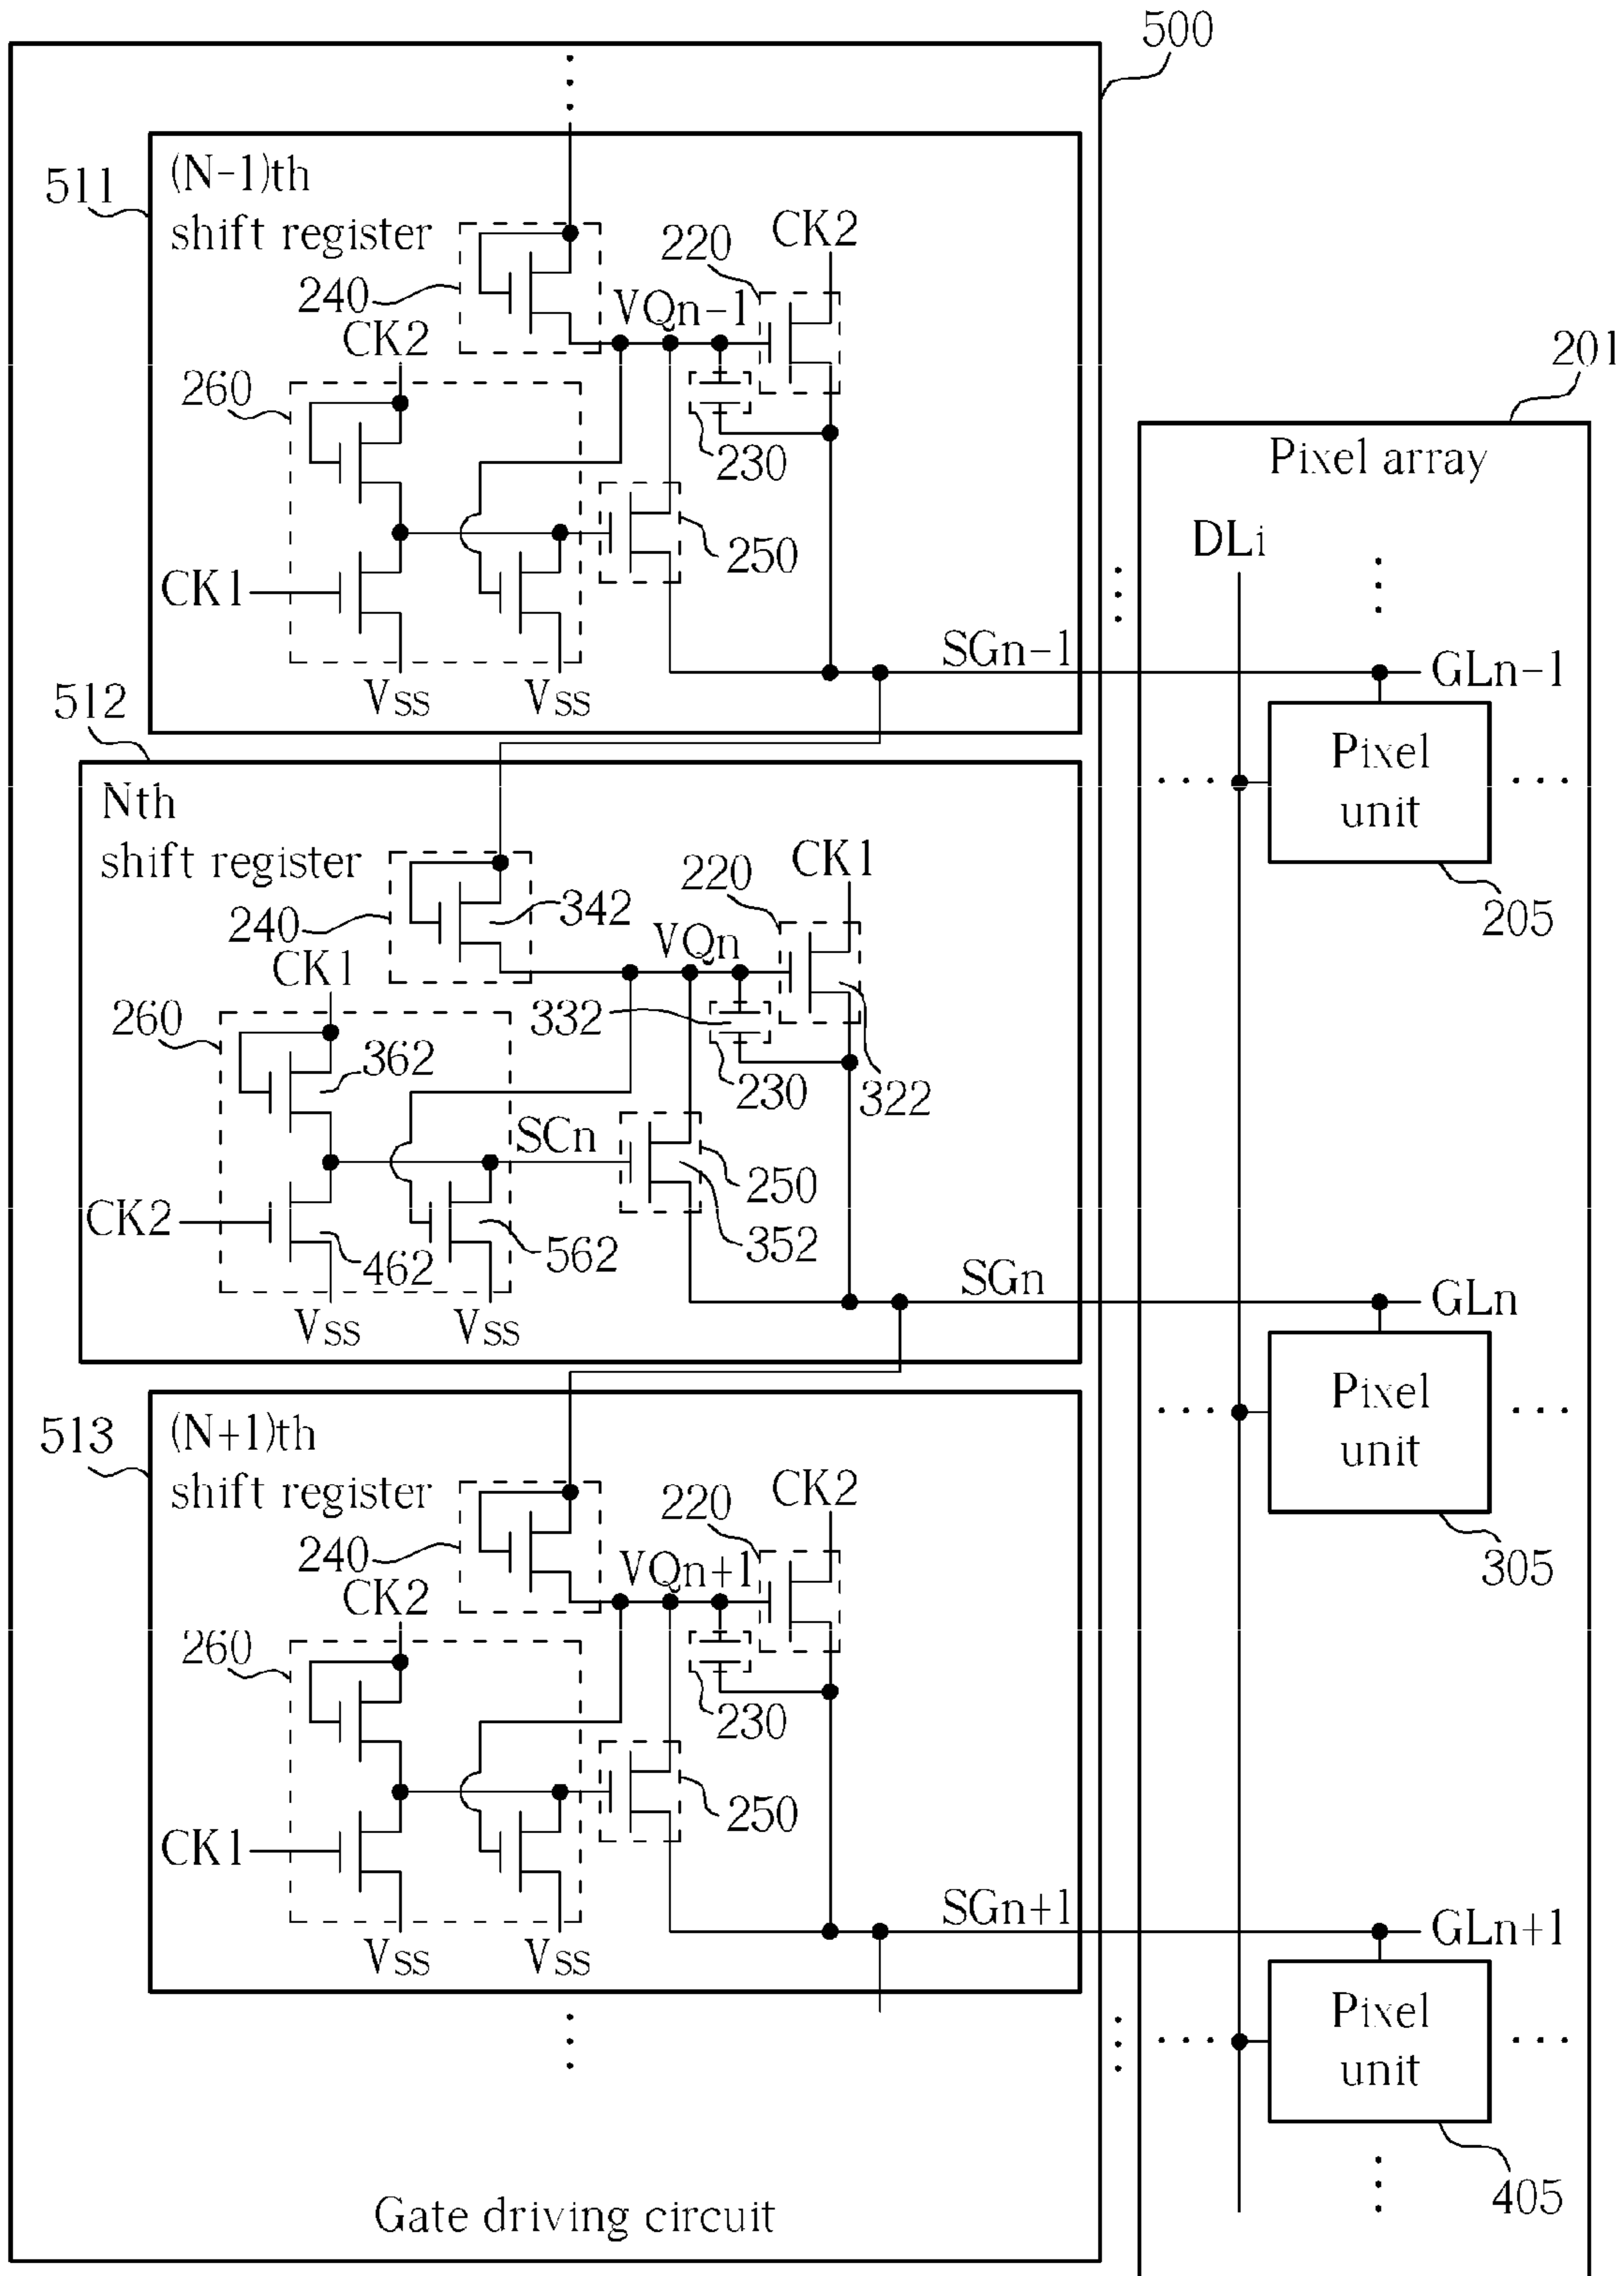 500
511
(N-1)th
shift register
240
CK2
VQn-1
220
CK2
260
230
250
CK1
SGn-1
Vss
Vss
201
Pixel array
DLi
GLn-1
Pixel
unit
205
512
Nth
shift register
240
342
CK1
VQn
220
CK1
260
362
332
230
322
SCn
250
352
CK2
462
562
SGn
Vss
Vss
GLn
Pixel
unit
305
513
(N+1)th
shift register
240
CK2
VQn+1
220
CK2
260
230
250
CK1
SGn+1
Vss
Vss
GLn+1
Pixel
unit
405
Gate driving circuit